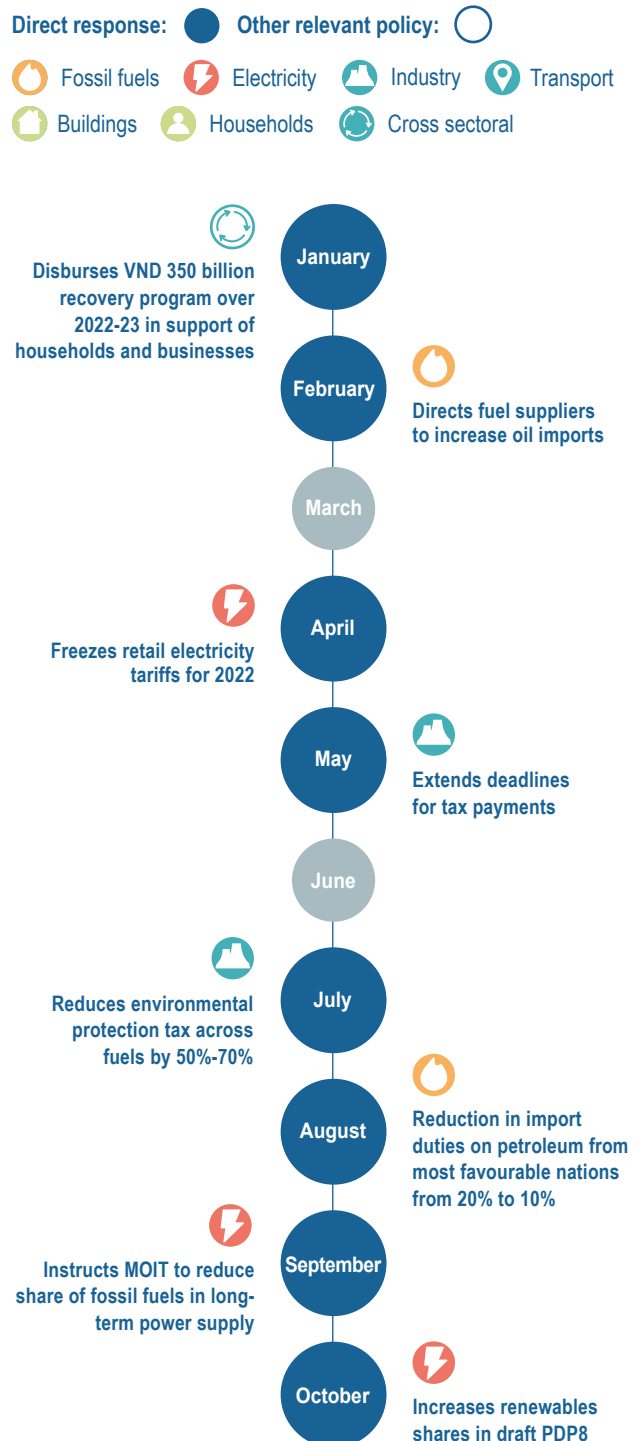 Direct response: Other relevant policy:
Fossil fuels Electricity Industry Transport
Buildings Households Cross sectoral
January
Disburses VND 350 billion
recovery program over
2022-23 in support of
households and businesses
February
Directs fuel suppliers
to increase oil imports
March
April
Freezes retail electricity
tariffs for 2022
May
Extends deadlines
for tax payments
June
July
Reduces environmental
protection tax across
fuels by 50%-70%
August
Reduction in import
duties on petroleum from
most favourable nations
from 20% to 10%
September
Instructs MOIT to reduce
share of fossil fuels in long-
term power supply
October
Increases renewables
shares in draft PDP8